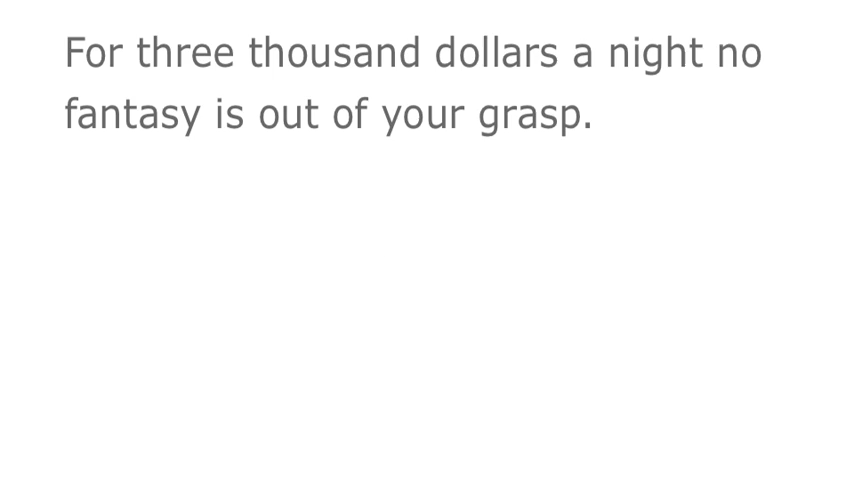 For three thousand dollars a night no
fantasy is out of your grasp.